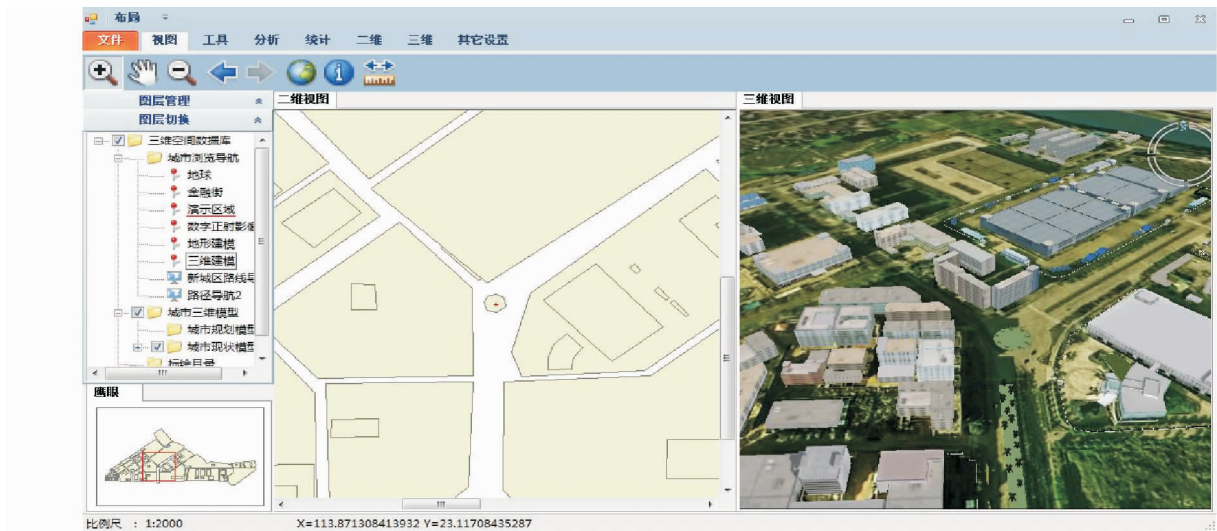 布局
文件 视图 工具 分析 统计 二维 三维 其它设置
图层管理
图层切换
三维空间数据库
城市浏览导航
地球
金融街
演示区域
数字正射影像
地形建模
三维建模
新城区路线导
路径导航2
城市三维模型
城市规划模型
城市现状模型
标绘目录
鹰眼
二维视图
三维视图
比例尺 : 1:2000 X=113.871308413932 Y=23.11708435287